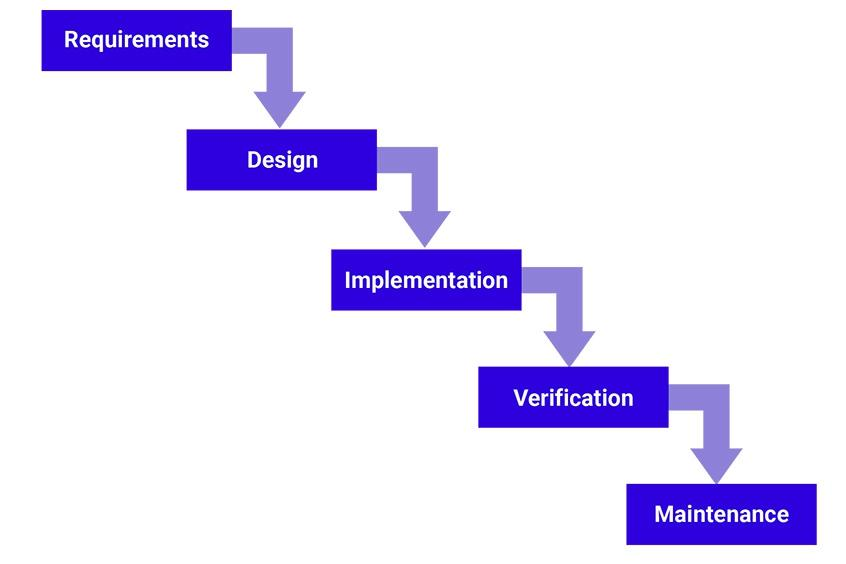 Requirements
Design
Implementation
Verification
Maintenance